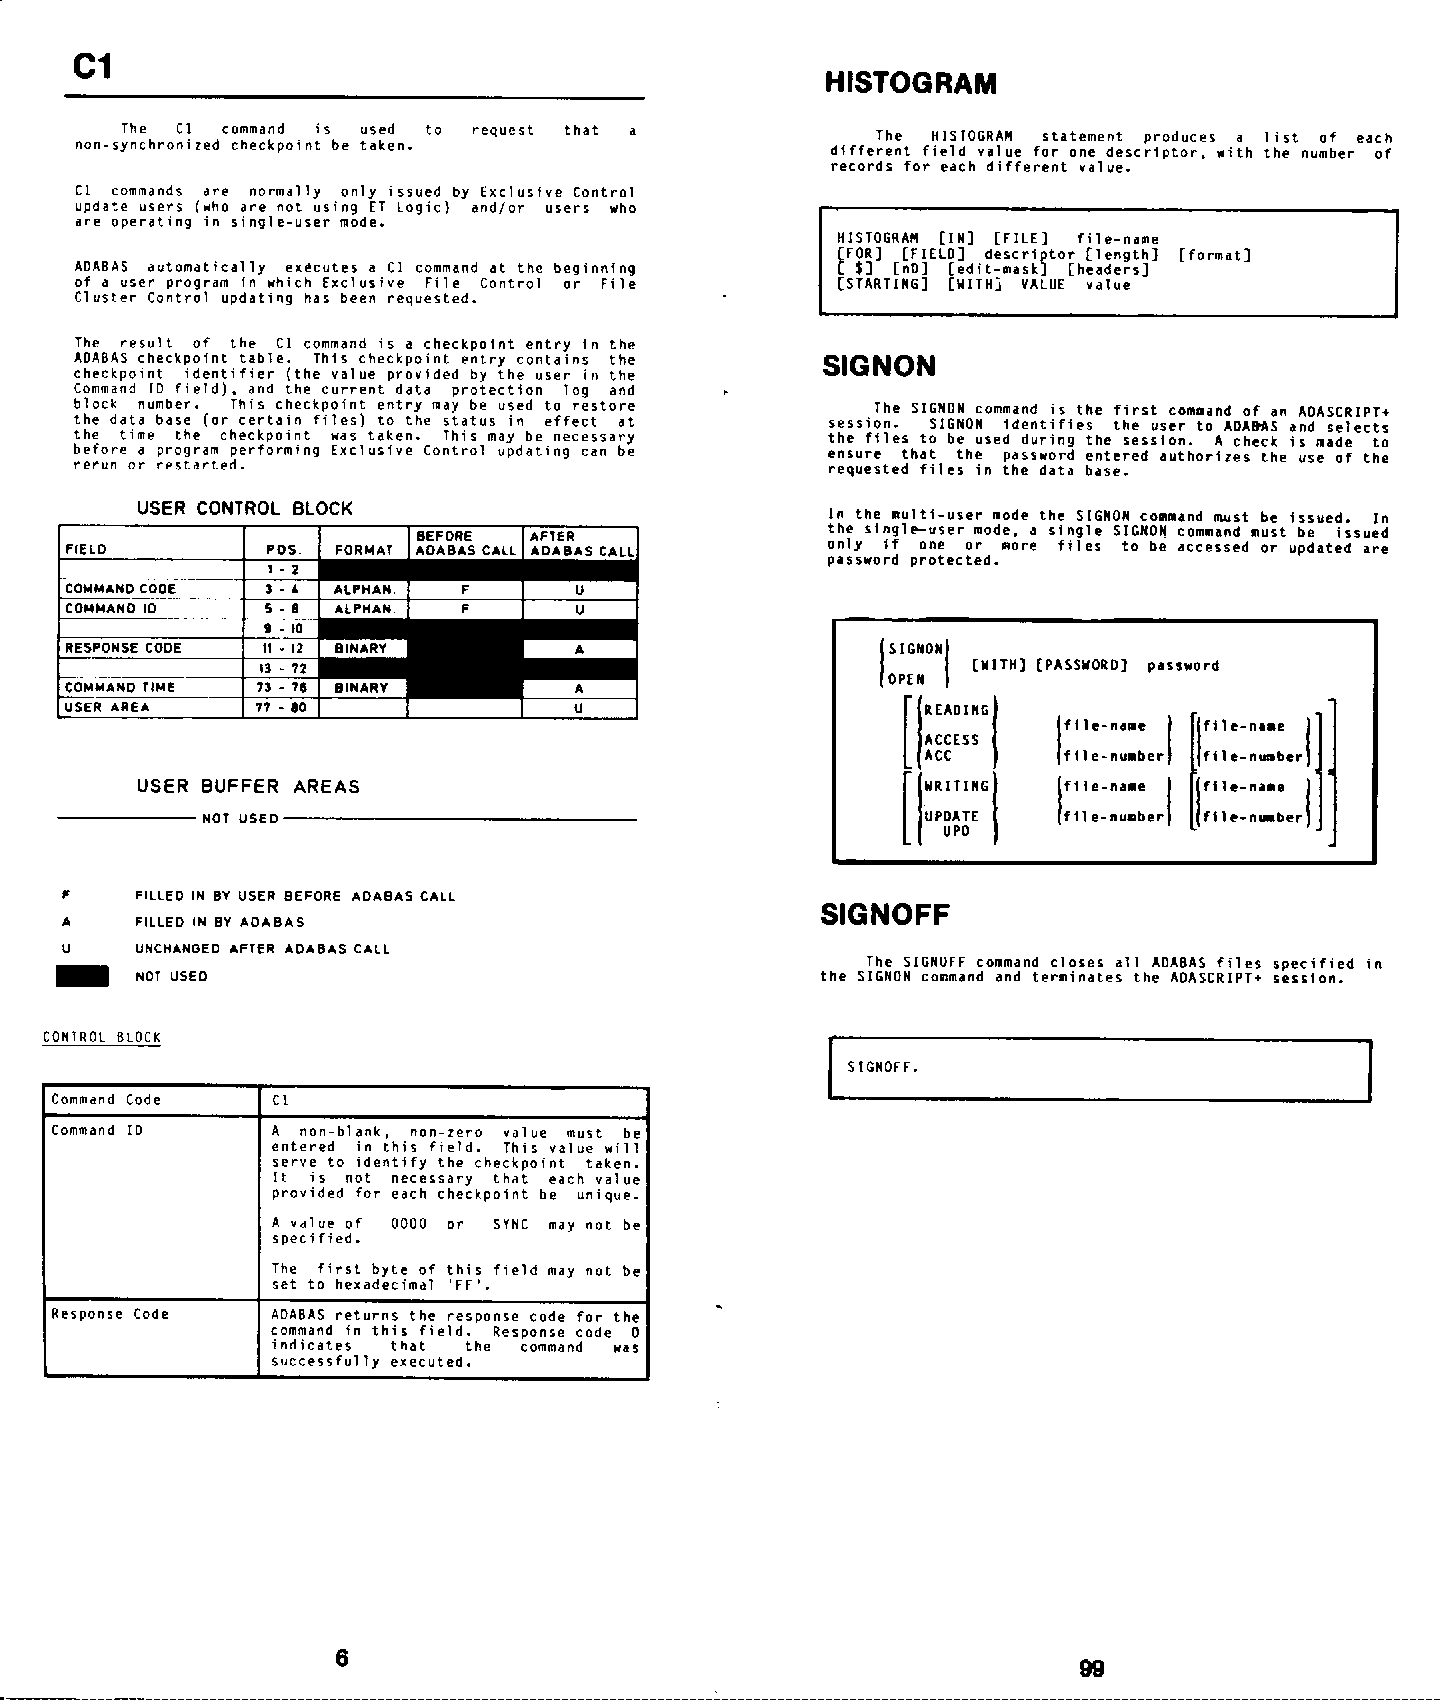 C1
The C1 command is used to request that a
non-synchronized checkpoint be taken.
C1 commands are normally only issued by Exclusive Control
update users (who are not using ET Logic) and/or users who
are operating in single-user mode.
ADABAS automatically executes a C1 command at the beginning
of a user program in which Exclusive File Control or File
Cluster Control updating has been requested.
The result of the C1 command is a checkpoint entry in the
ADABAS checkpoint table. This checkpoint entry contains the
checkpoint identifier (the value provided by the user in the
Command ID field), and the current data protection log and
block number. This checkpoint entry may be used to restore
the data base (or certain files) to the status in effect at
the time the checkpoint was taken. This may be necessary
before a program performing Exclusive Control updating can be
rerun or restarted.
USER CONTROL BLOCK
FIELD POS. FORMAT BEFORE ADABAS CALL AFTER ADABAS CALL
1 - 2
COMMAND CODE 3 - 4 ALPHAN. F U
COMMAND ID 5 - 8 ALPHAN. F U
9 - 10
RESPONSE CODE 11 - 12 BINARY A
13 - 72
COMMAND TIME 73 - 76 BINARY A
USER AREA 77 - 80 U
USER BUFFER AREAS
NOT USED
F FILLED IN BY USER BEFORE ADABAS CALL
A FILLED IN BY ADABAS
U UNCHANGED AFTER ADABAS CALL
NOT USED
CONTROL BLOCK
Command Code C1
Command ID A non-blank, non-zero value must be
entered in this field. This value will
serve to identify the checkpoint taken.
It is not necessary that each value
provided for each checkpoint be unique.
A value of 0000 or SYNC may not be
specified.
The first byte of this field may not be
set to hexadecimal 'FF'.
Response Code ADABAS returns the response code for the
command in this field. Response code 0
indicates that the command was
successfully executed.
6
HISTOGRAM
The HISTOGRAM statement produces a list of each
different field value for one descriptor, with the number of
records for each different value.
HISTOGRAM [IN] [FILE] file-name
[FOR] [FIELD] descriptor [length] [format]
[ $] [nD] [edit-mask] [headers]
[STARTING] [WITH] VALUE value
SIGNON
The SIGNON command is the first command of an ADASCRIPT+
session. SIGNON identifies the user to ADABAS and selects
the files to be used during the session. A check is made to
ensure that the password entered authorizes the use of the
requested files in the data base.
In the multi-user mode the SIGNON command must be issued. In
the single-user mode, a single SIGNON command must be issued
only if one or more files to be accessed or updated are
password protected.
SIGNON
[WITH] [PASSWORD] password
OPEN
READING
file-name file-name
ACCESS
ACC file-number file-number
WRITING file-name file-name
UPDATE file-number file-number
UPD
SIGNOFF
The SIGNUFF command closes all ADABAS files specified in
the SIGNON command and terminates the ADASCRIPT+ session.
SIGNOFF.
99